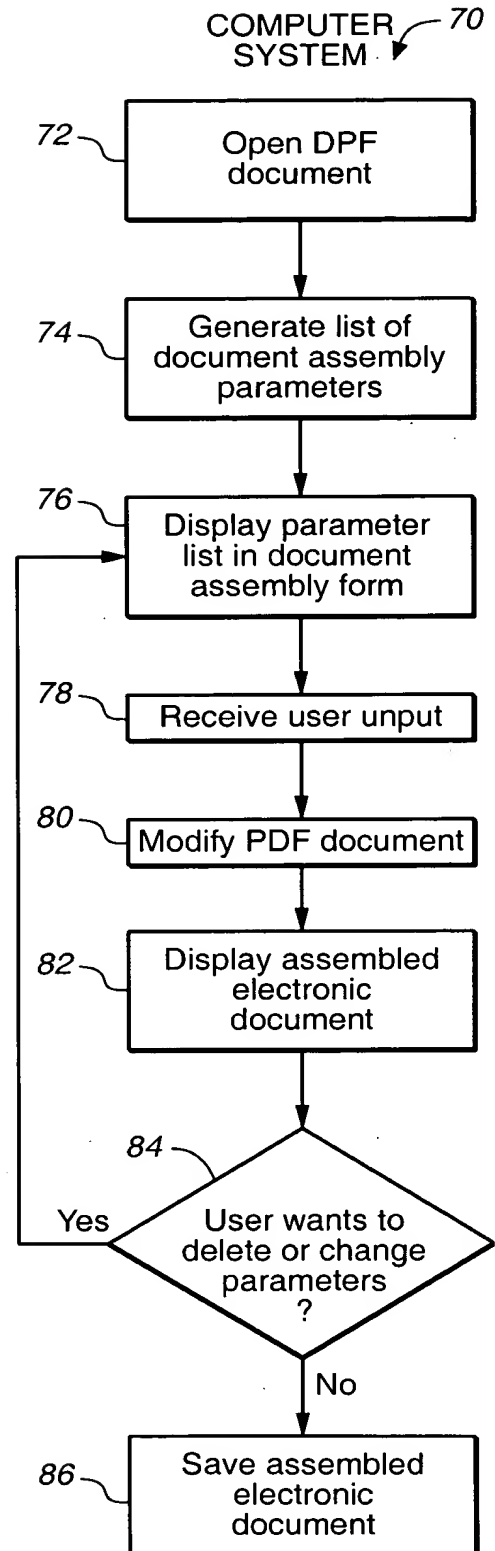 COMPUTER
SYSTEM
70
72
Open DPF
document
74
Generate list of
document assembly
parameters
76
Display parameter
list in document
assembly form
78
Receive user unput
80
Modify PDF document
82
Display assembled
electronic
document
84
Yes
User wants to
delete or change
parameters
?
No
86
Save assembled
electronic
document